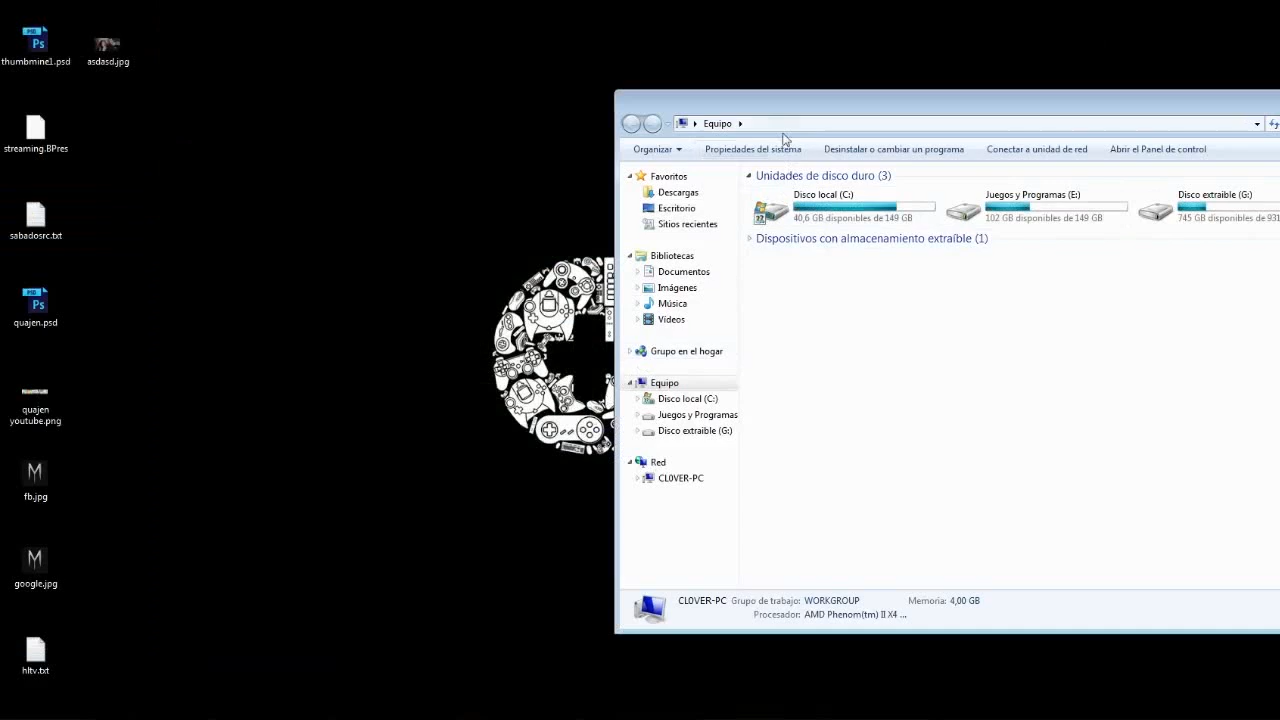 thumbmine1.psd
asdasd.jpg
streaming.BPres
sabadosrc.txt
quajen.psd
quajen
youtube.png
fb.jpg
google.jpg
hltv.txt
Equipo
Organizar
Propiedades del sistema
Desinstalar o cambiar un programa
Conectar a unidad de red
Abrir el Panel de control
Favoritos
Descargas
Escritorio
Sitios recientes
Bibliotecas
Documentos
Imágenes
Música
Vídeos
Grupo en el hogar
Equipo
Disco local (C:)
Juegos y Programas
Disco extraible (G:)
Red
CL0VER-PC
Unidades de disco duro (3)
Disco local (C:)
40,6 GB disponibles de 149 GB
Juegos y Programas (E:)
102 GB disponibles de 149 GB
Disco extraible (G:)
745 GB disponibles de 931
Dispositivos con almacenamiento extraíble (1)
CL0VER-PC Grupo de trabajo: WORKGROUP Memoria: 4,00 GB
Procesador: AMD Phenom(tm) II X4 ...